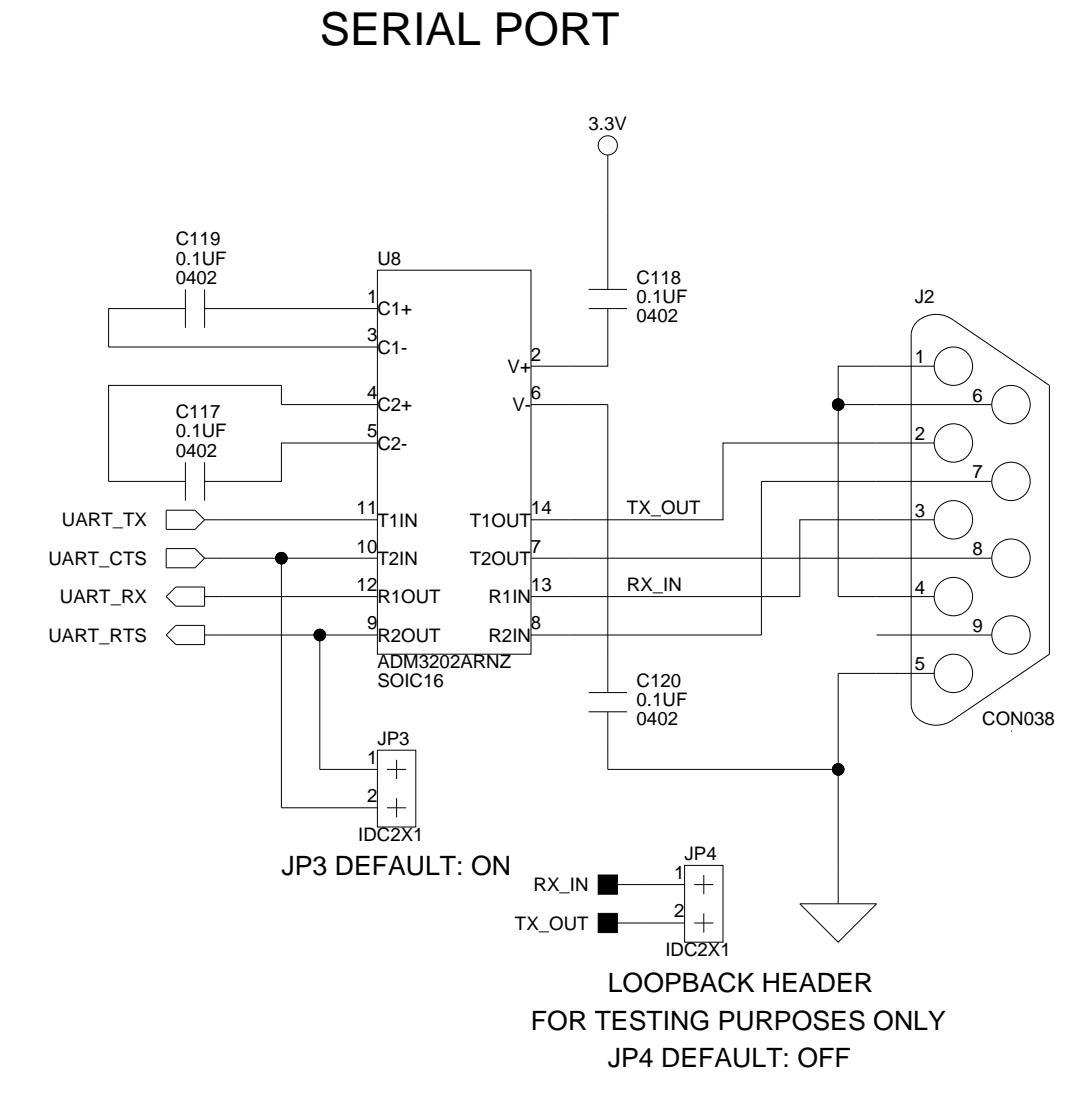 SERIAL PORT
3.3V
C119
0.1UF
0402
U8
C118
0.1UF
0402
J2
1
C1+
3
C1-
2
V+
6
V-
4
C2+
C117
0.1UF
0402
5
C2-
1
6
2
7
3
8
4
9
5
UART_TX
11
T1IN
T1OUT
14
TX_OUT
UART_CTS
10
T2IN
T2OUT
7
UART_RX
12
R1OUT
R1IN
13
RX_IN
UART_RTS
9
R2OUT
R2IN
8
ADM3202ARNZ
SOIC16
C120
0.1UF
0402
CON038
JP3
1
2
IDC2X1
JP3 DEFAULT: ON
JP4
RX_IN
1
TX_OUT
2
IDC2X1
LOOPBACK HEADER
FOR TESTING PURPOSES ONLY
JP4 DEFAULT: OFF